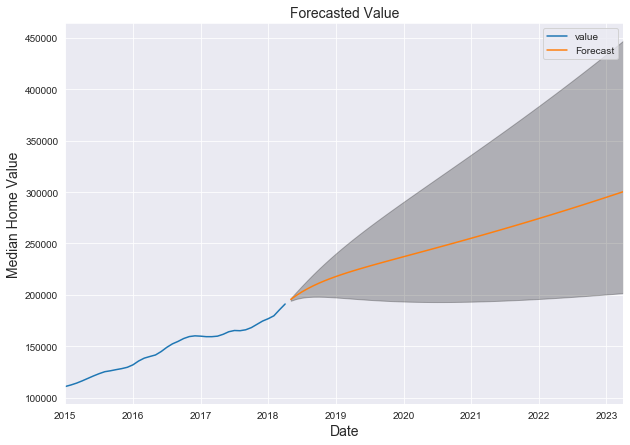 Forecasted Value
value
Forecast
450000
400000
350000
300000
250000
200000
150000
100000
Median Home Value
2015 2016 2017 2018 2019 2020 2021 2022 2023
Date